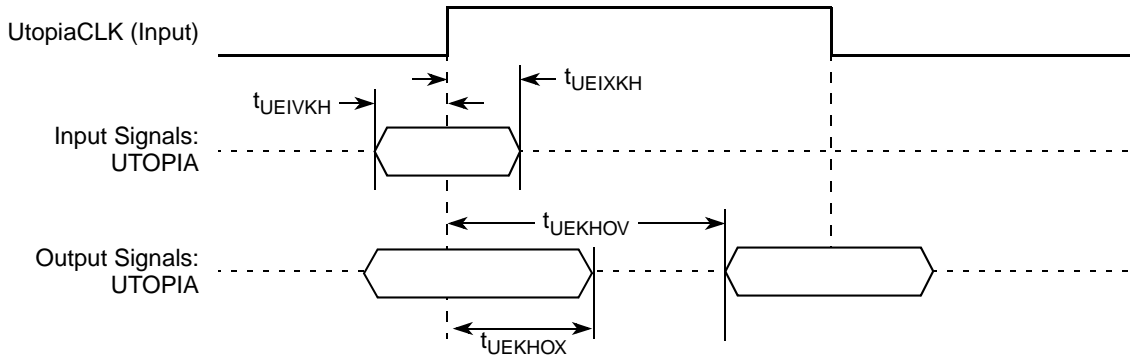 UtopiaCLK (Input)
tUEIXKH
tUEIVKH
Input Signals:
UTOPIA
tUEKHOV
Output Signals:
UTOPIA
tUEKHOX